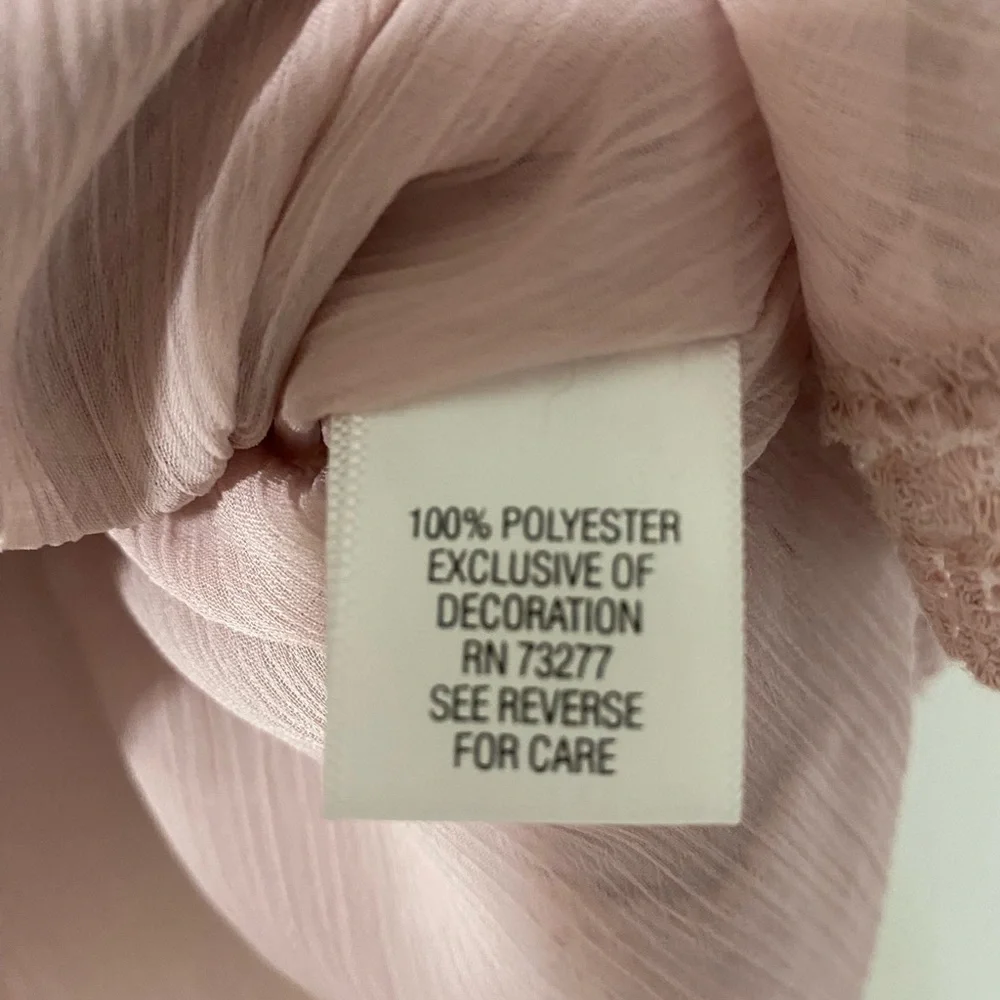 100% POLYESTER
EXCLUSIVE OF
DECORATION
RN 73277
SEE REVERSE
FOR CARE